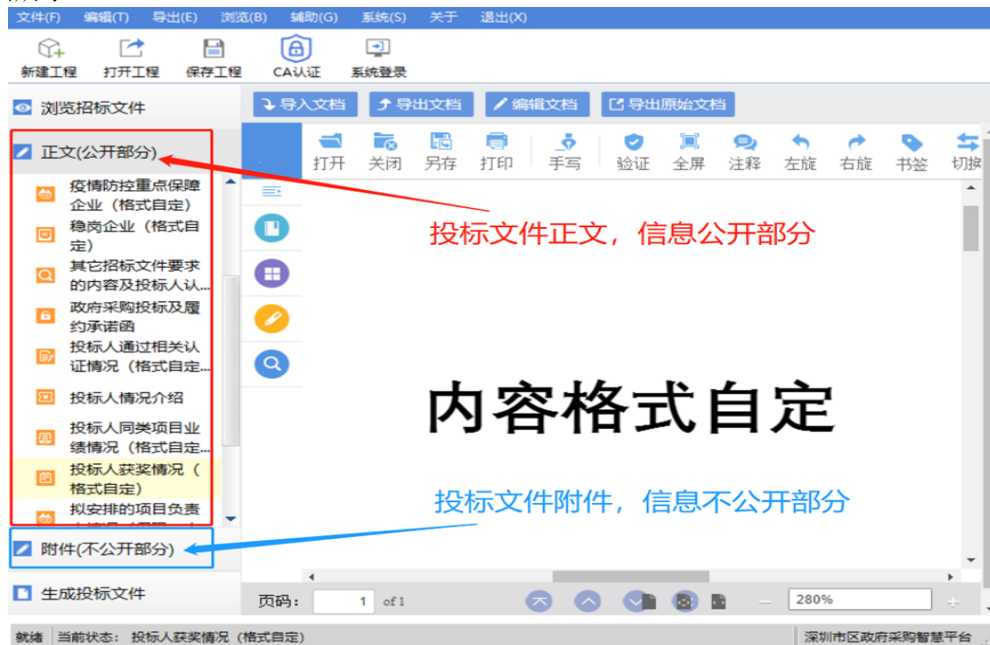 文件(F) 编辑(T) 导出(E) 浏览(B) 辅助(G) 系统(S) 关于 退出(X)
新建工程 打开工程 保存工程 CA认证 系统登录
浏览招标文件
导入文档 导出文档 编辑文档 导出原始文档
正文(公开部分)
打开 关闭 另存 打印 手写 验证 全屏 注释 左旋 右旋 书签 切换
疫情防控重点保障
企业（格式自定）
稳岗企业（格式自
定）
其它招标文件要求
的内容及投标人认...
政府采购投标及履
约承诺函
投标人通过相关认
证情况（格式自定...
投标人情况介绍
投标人同类项目业
绩情况（格式自定...
投标人获奖情况（
格式自定）
拟安排的项目负责
投标文件正文，信息公开部分
内容格式自定
投标文件附件，信息不公开部分
附件(不公开部分)
生成投标文件
页码： 1 of 1 280%
就绪 当前状态： 投标人获奖情况（格式自定） 深圳市区政府采购智慧平台